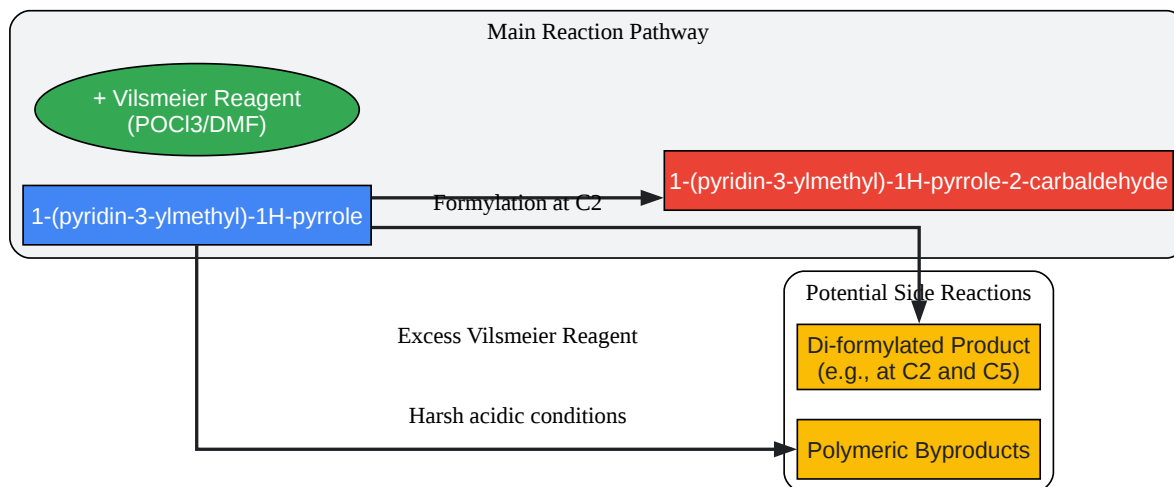 Main Reaction Pathway
+ Vilsmeier Reagent
(POCl3/DMF)
1-(pyridin-3-ylmethyl)-1H-pyrrole-2-carbaldehyde
Formylation at C2
1-(pyridin-3-ylmethyl)-1H-pyrrole
Potential Side Reactions
Excess Vilsmeier Reagent
Di-formylated Product
(e.g., at C2 and C5)
Harsh acidic conditions
Polymeric Byproducts